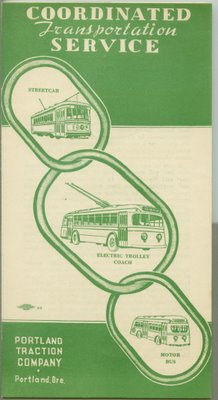 COORDINATED
Transportation
SERVICE
STREETCAR
ELECTRIC TROLLEY
COACH
MOTOR
BUS
PORTLAND
TRACTION
COMPANY
•
Portland, Ore.